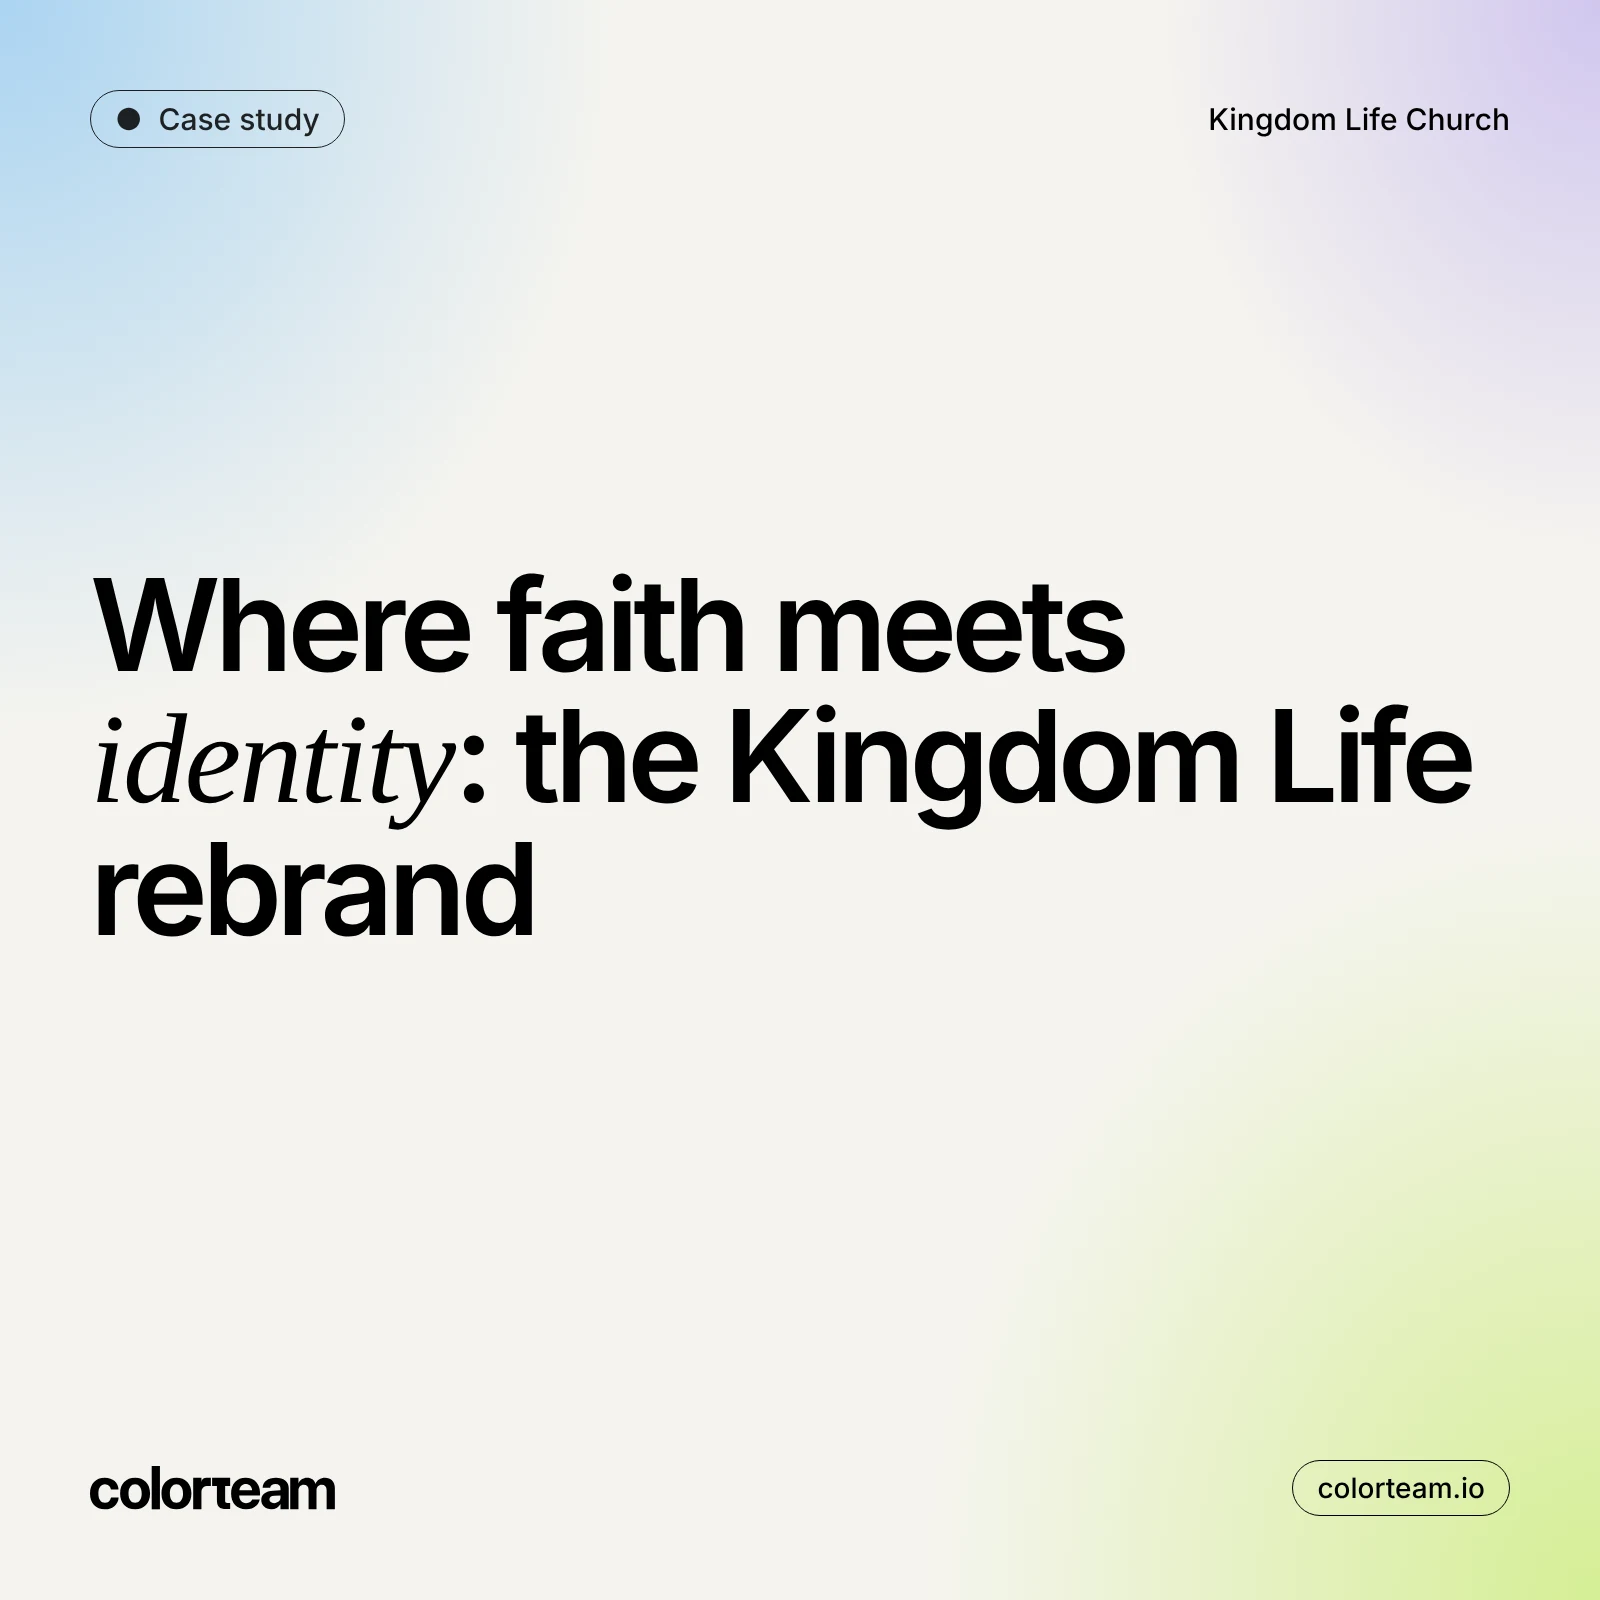 Case study
Kingdom Life Church
Where faith meets
identity: the Kingdom Life
rebrand
colorteam
colorteam.io